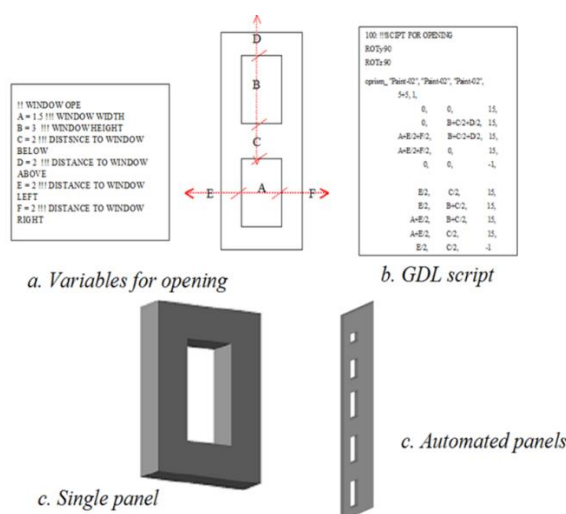 !! WINDOW OPE
A = 1.5 !!! WINDOW WIDTH
B = 3 !!! WINDOW HEIGHT
C = 2 !!! DISTSNCE TO WINDOW
BELOW
D = 2 !!! DISTANCE TO WINDOW
ABOVE
E = 2 !!! DISTANCE TO WINDOW
LEFT
F = 2 !!! DISTANCE TO WINDOW
RIGHT
a. Variables for opening
D
B
C
E A F
100: !!!SCIPT FOR OPENING
ROTy90
ROTz90
cprism_ "Paint-02", "Paint-02", "Paint-02",
5+5, 1,
0, 0, 15,
0, B+C/2+D/2, 15,
A+E/2+F/2, B+C/2+D/2, 15,
A+E/2+F/2, 0, 15,
0, 0, -1,
E/2, C/2, 15,
E/2, B+C/2, 15,
A+E/2, B+C/2, 15,
A+E/2, C/2, 15,
E/2, C/2, -1
b. GDL script
c. Single panel
c. Automated panels